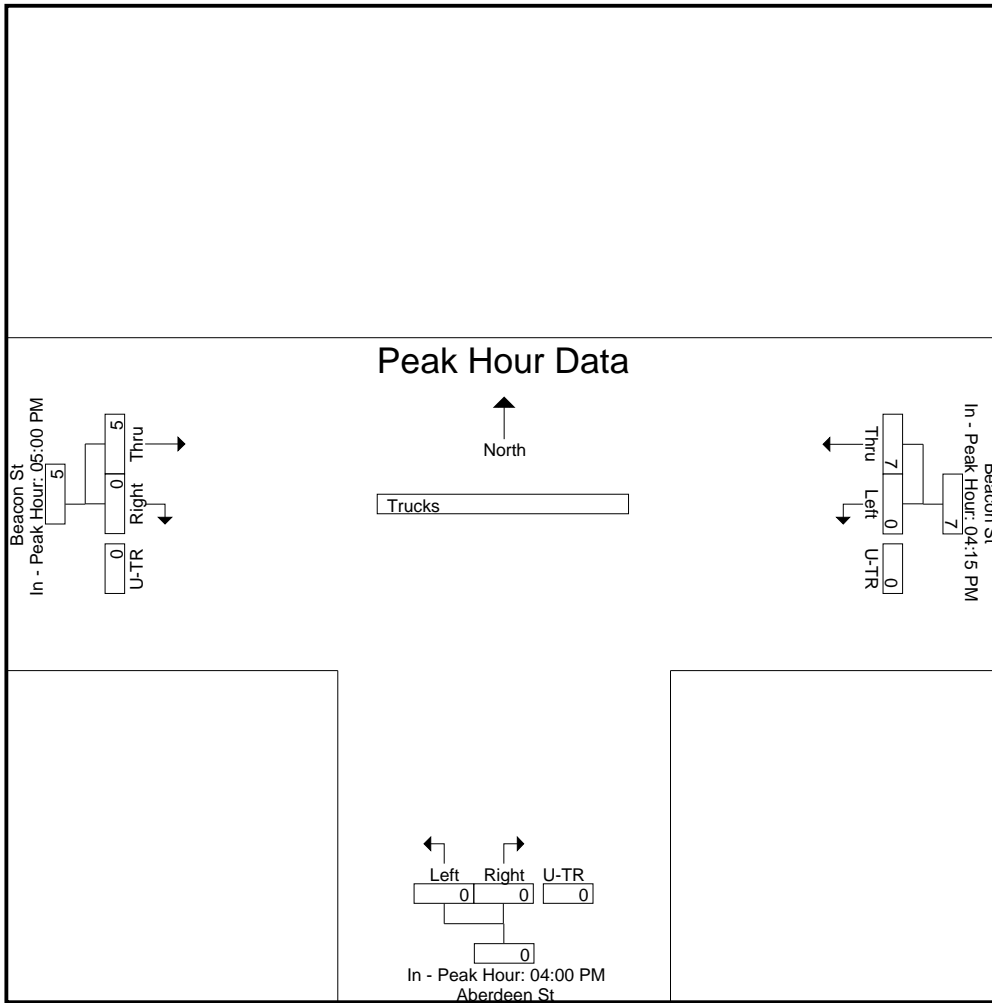 Peak Hour Data
North
Trucks
Beacon St
In - Peak Hour: 05:00 PM
5
5
Thru
0
Right
0
U-TR
Beacon St
In - Peak Hour: 04:15 PM
7
7
Thru
0
Left
0
U-TR
Left Right U-TR
0 0 0
0
In - Peak Hour: 04:00 PM
Aberdeen St